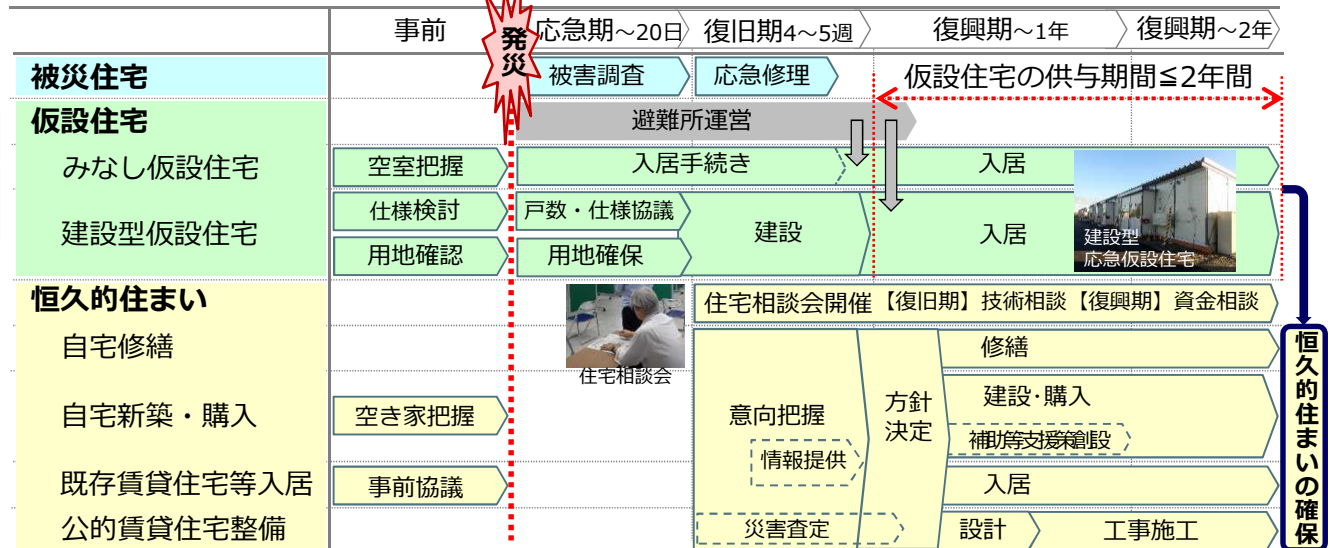 事前
発災
応急期~20日
復旧期4~5週
復興期~1年
復興期~2年
被災住宅
被害調査
応急修理
仮設住宅の供与期間≦2年間
仮設住宅
避難所運営
みなし仮設住宅
空室把握
入居手続き
入居
建設型仮設住宅
仕様検討
戸数・仕様協議
用地確認
用地確保
建設
入居
建設型
応急仮設住宅
恒久的住まい
住宅相談会開催【復旧期】技術相談【復興期】資金相談
住宅相談会
自宅修繕
修繕
自宅新築・購入
空き家把握
意向把握
情報提供
方針
決定
建設・購入
補助等支援策創設
既存賃貸住宅等入居
事前協議
入居
公的賃貸住宅整備
災害査定
設計
工事施工
恒久的住まいの確保